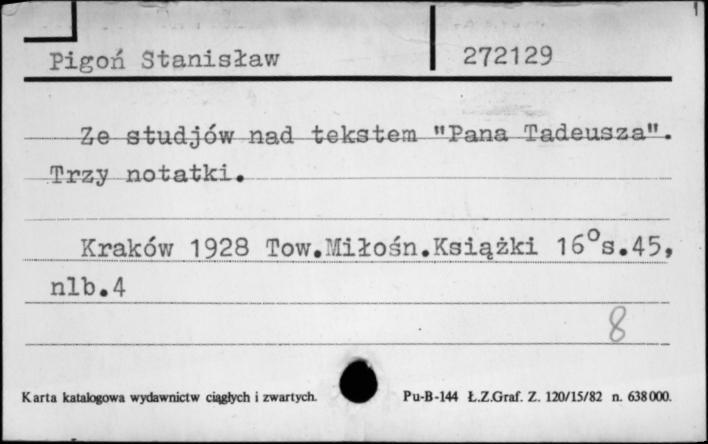 Pigoń Stanisław 272129
Ze studjów nad tekstem "Pana Tadeusza".
Trzy notatki.
Kraków 1928 Tow.Miłośn.Książki 16°s.45,
nlb.4
8
Karta katalogowa wydawnictw ciągłych i zwartych. Pu-B-144 Ł.Z.Graf. Z. 120/15/82 n. 638000.